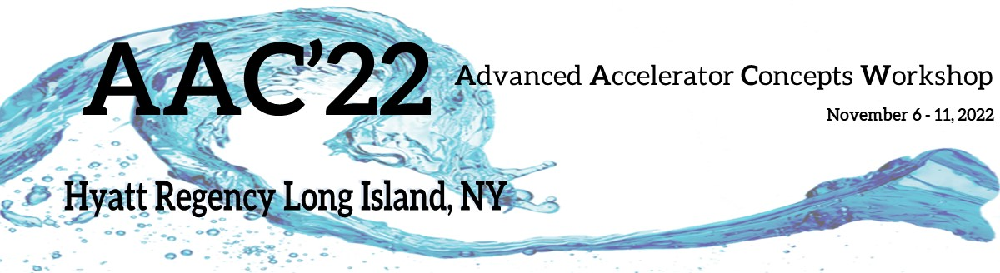 AAC’22
Advanced Accelerator Concepts Workshop
November 6 - 11, 2022
Hyatt Regency Long Island, NY